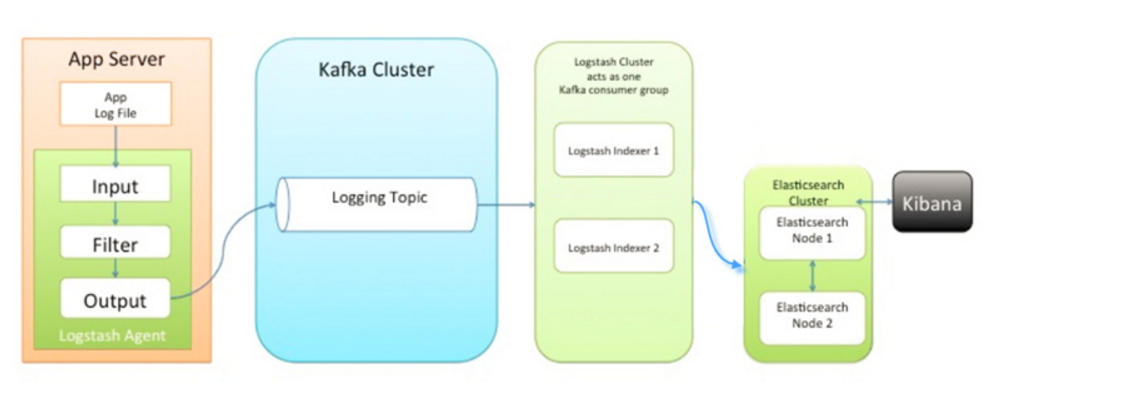 App Server
App
Log File
Input
Filter
Output
Logstash Agent
Kafka Cluster
Logging Topic
Logstash Cluster
acts as one
Kafka consumer group
Logstash Indexer 1
Logstash Indexer 2
Elasticsearch
Cluster
Elasticsearch
Node 1
Elasticsearch
Node 2
Kibana